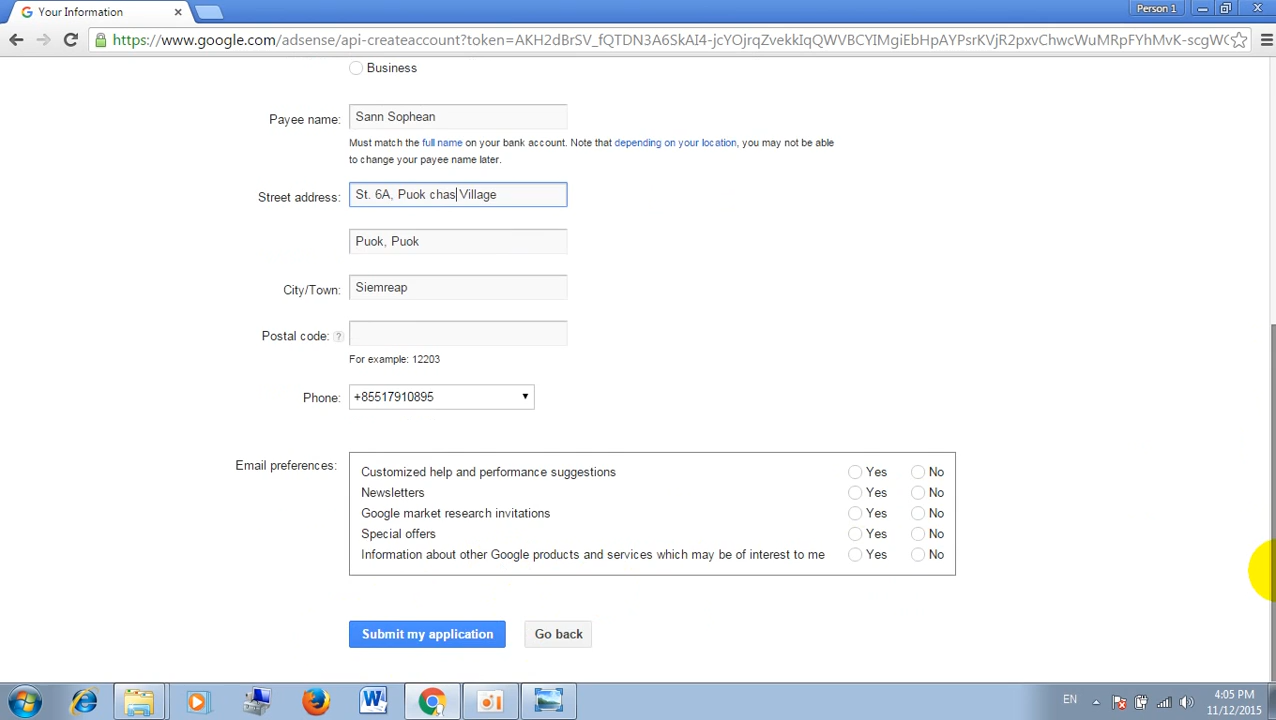 Your Information
Person 1
https://www.google.com/adsense/api-createaccount?token=AKH2dBrSV_fQTDN3A6SkAI4-jcYOjrqZvekkIqQWVBCYIMgiEbHpAYPsrKVjR2pxvChwcWuMRpFYhMvK-scgWC
Business
Payee name: Sann Sophean
Must match the full name on your bank account. Note that depending on your location, you may not be able
to change your payee name later.
Street address: St. 6A, Puok chas Village
Puok, Puok
City/Town: Siemreap
Postal code: ?
For example: 12203
Phone: +85517910895
Email preferences:
Customized help and performance suggestions Yes No
Newsletters Yes No
Google market research invitations Yes No
Special offers Yes No
Information about other Google products and services which may be of interest to me Yes No
Submit my application Go back
EN
4:05 PM
11/12/2015